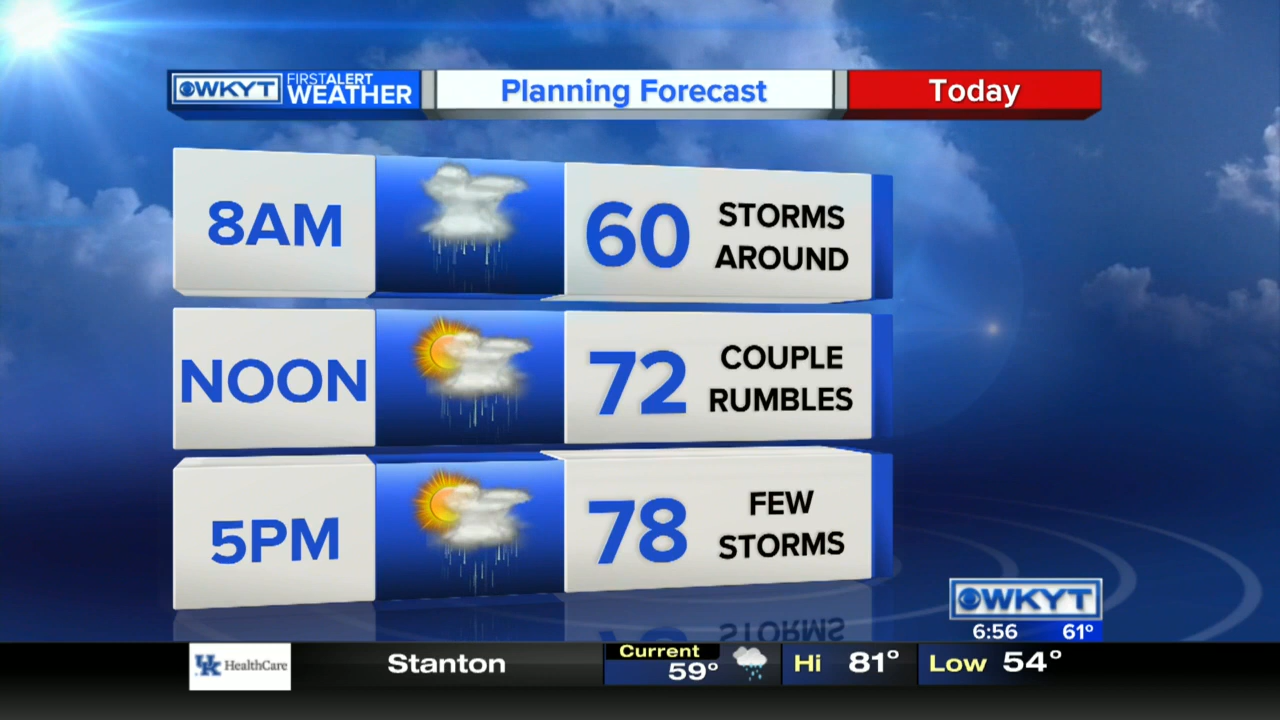 WKYT FIRST ALERT WEATHER
Planning Forecast
Today
8AM
60
STORMS
AROUND
NOON
72
COUPLE
RUMBLES
5PM
78
FEW
STORMS
STORMS
WKYT
6:56 61°
UK HealthCare
Stanton
Current
59°
Hi 81°
Low 54°